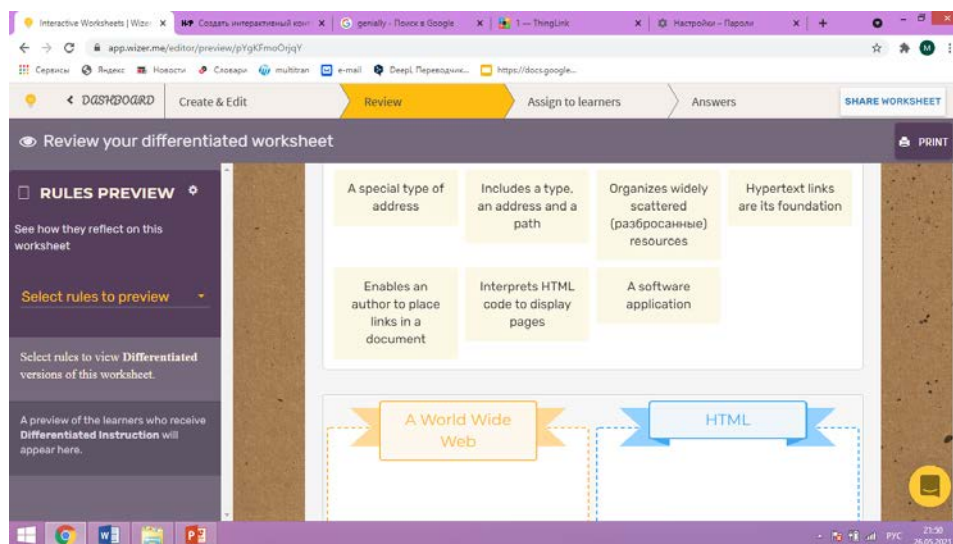 Interactive Worksheets | Wizer
Создать интерактивный конт
genially - Поиск в Google
1 — ThingLink
Настройки – Пароли
app.wizer.me/editor/preview/pYgKFmoOrjqY
M
Сервисы Яндекс Новости Словари multitran e-mail DeepL Переводчик... https://docs.google...
DASHBOARD
Create & Edit
Review
Assign to learners
Answers
SHARE WORKSHEET
Review your differentiated worksheet
PRINT
RULES PREVIEW
See how they reflect on this
worksheet
Select rules to preview
Select rules to view Differentiated
versions of this worksheet.
A preview of the learners who receive
Differentiated Instruction will
appear here.
A special type of
address
Includes a type,
an address and a
path
Organizes widely
scattered
(разбросанные)
resources
Hypertext links
are its foundation
Enables an
author to place
links in a
document
Interprets HTML
code to display
pages
A software
application
A World Wide
Web
HTML
РУС
21:50
26.05.2021